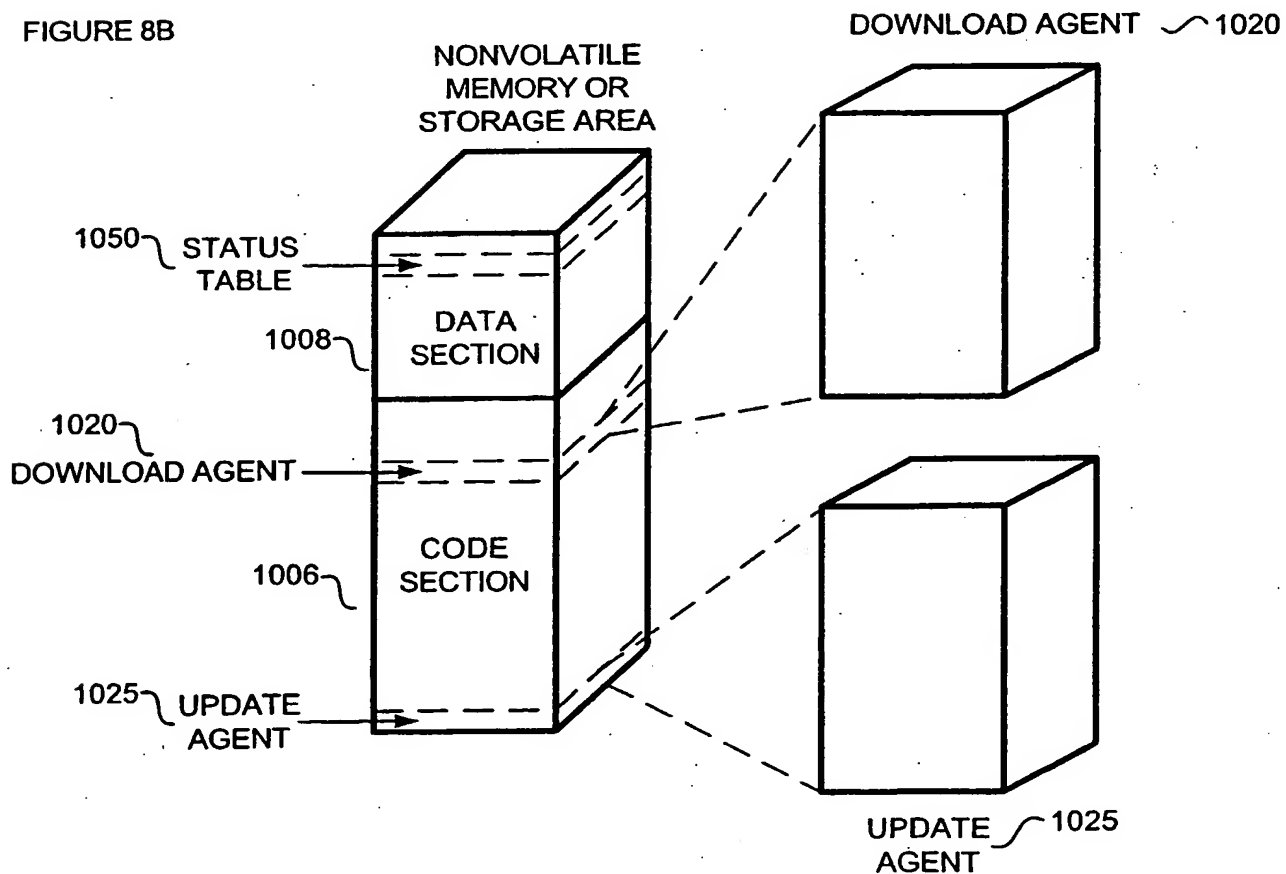 FIGURE 8B
DOWNLOAD AGENT 1020
NONVOLATILE
MEMORY OR
STORAGE AREA
1050 STATUS
TABLE
DATA
SECTION
1008
1020
DOWNLOAD AGENT
CODE
SECTION
1006
1025 UPDATE
AGENT
UPDATE 1025
AGENT